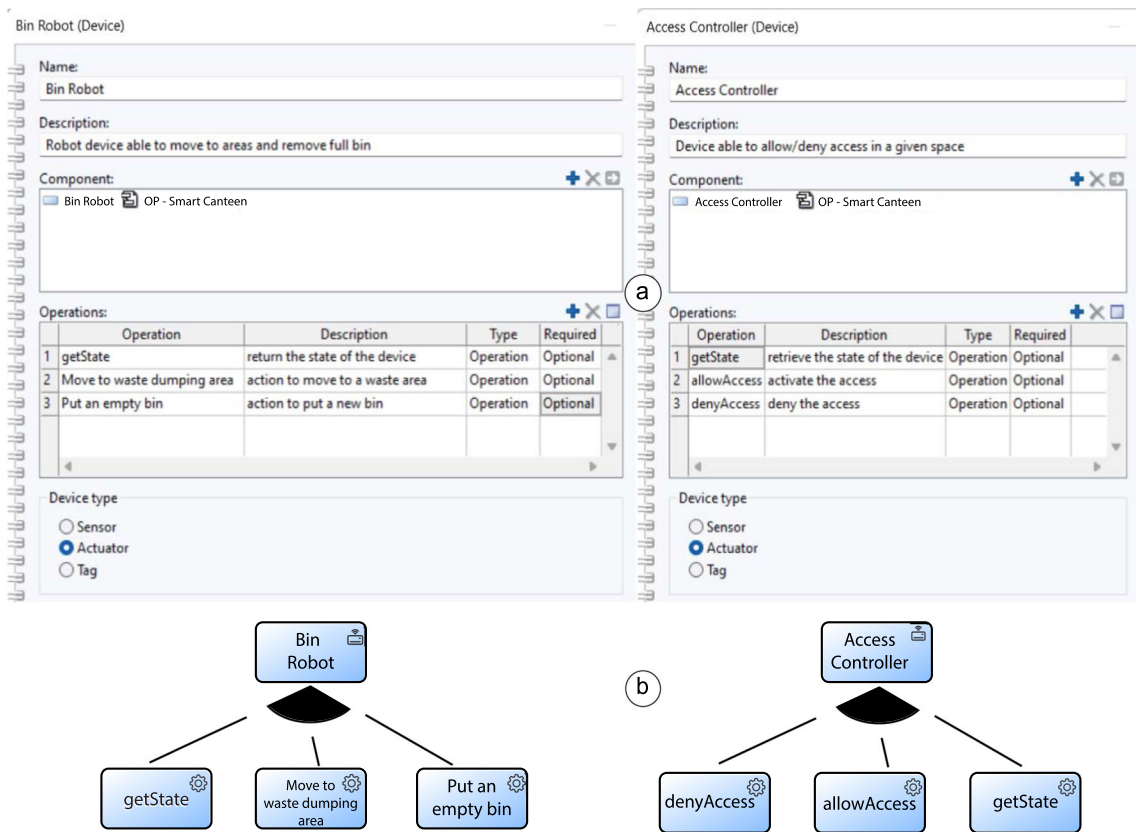 Bin Robot (Device)
Name:
Bin Robot
Description:
Robot device able to move to areas and remove full bin
Component:
Bin Robot OP - Smart Canteen
Operations:
Operation Description Type Required
1 getState return the state of the device Operation Optional
2 Move to waste dumping area action to move to a waste area Operation Optional
3 Put an empty bin action to put a new bin Operation Optional
Device type
Sensor
Actuator
Tag
Access Controller (Device)
Name:
Access Controller
Description:
Device able to allow/deny access in a given space
Component:
Access Controller OP - Smart Canteen
Operations:
Operation Description Type Required
1 getState retrieve the state of the device Operation Optional
2 allowAccess activate the access Operation Optional
3 denyAccess deny the access Operation Optional
Device type
Sensor
Actuator
Tag
a
Bin
Robot
getState
Move to
waste dumping
area
Put an
empty bin
b
Access
Controller
denyAccess
allowAccess
getState